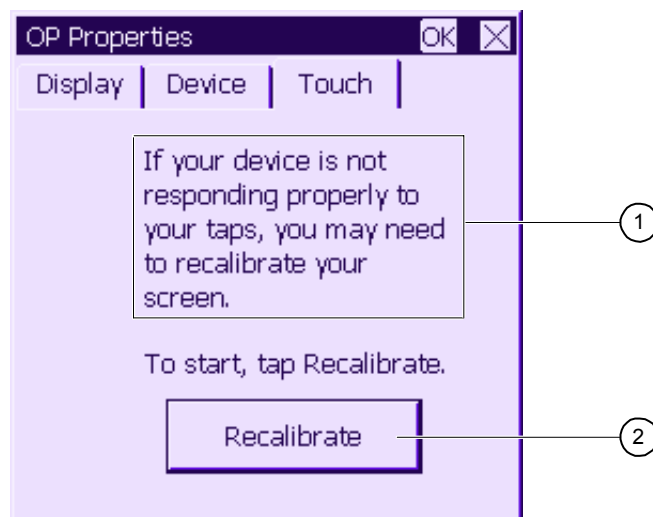 OP Properties OK
Display Device Touch
If your device is not
responding properly to
your taps, you may need
to recalibrate your
screen.
1
To start, tap Recalibrate.
Recalibrate
2